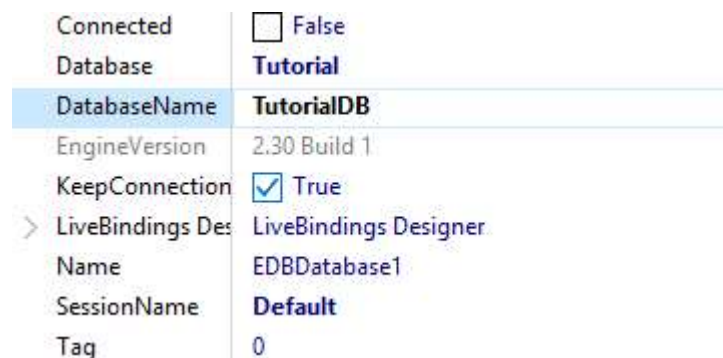 Connected False
Database Tutorial
DatabaseName TutorialDB
EngineVersion 2.30 Build 1
KeepConnection True
LiveBindings Des LiveBindings Designer
Name EDBDatabase1
SessionName Default
Tag 0